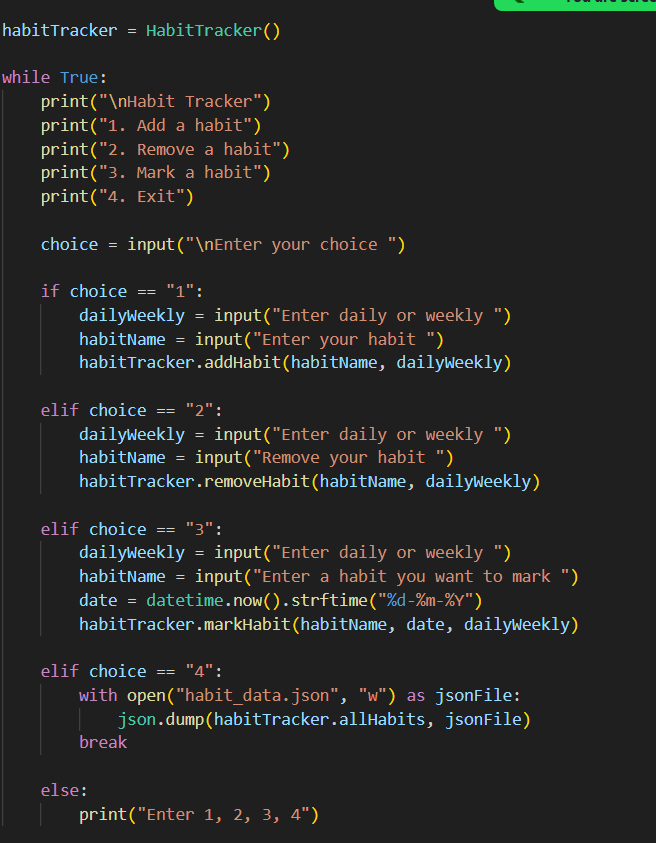 You are scree
habitTracker = HabitTracker()
while True:
    print("\nHabit Tracker")
    print("1. Add a habit")
    print("2. Remove a habit")
    print("3. Mark a habit")
    print("4. Exit")
    choice = input("\nEnter your choice ")
    if choice == "1":
        dailyWeekly = input("Enter daily or weekly ")
        habitName = input("Enter your habit ")
        habitTracker.addHabit(habitName, dailyWeekly)
    elif choice == "2":
        dailyWeekly = input("Enter daily or weekly ")
        habitName = input("Remove your habit ")
        habitTracker.removeHabit(habitName, dailyWeekly)
    elif choice == "3":
        dailyWeekly = input("Enter daily or weekly ")
        habitName = input("Enter a habit you want to mark ")
        date = datetime.now().strftime("%d-%m-%Y")
        habitTracker.markHabit(habitName, date, dailyWeekly)
    elif choice == "4":
        with open("habit_data.json", "w") as jsonFile:
            json.dump(habitTracker.allHabits, jsonFile)
        break
    else:
        print("Enter 1, 2, 3, 4")